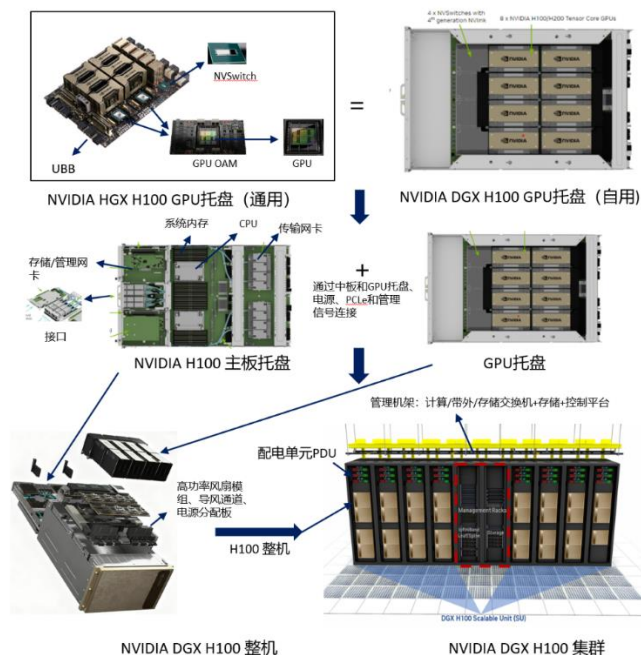 4 x NVSwitches with
4th generation NVlinks
8 x NVIDIA H100/H200 Tensor Core GPUs
NVSwitch
UBB
GPU OAM
GPU
=
NVIDIA HGX H100 GPU托盘（通用）
NVIDIA DGX H100 GPU托盘（自用）
系统内存
CPU
传输网卡
存储/管理网
卡
接口
+
通过中板和GPU托盘、
电源、PCLe和管理
信号连接
NVIDIA H100 主板托盘
GPU托盘
管理机架：计算/带外/存储交换机+存储+控制平台
配电单元PDU
高功率风扇模
组、导风通道、
电源分配板
H100 整机
Management Racks
Storage
DGX H100 Scalable Unit (SU)
NVIDIA DGX H100 整机
NVIDIA DGX H100 集群